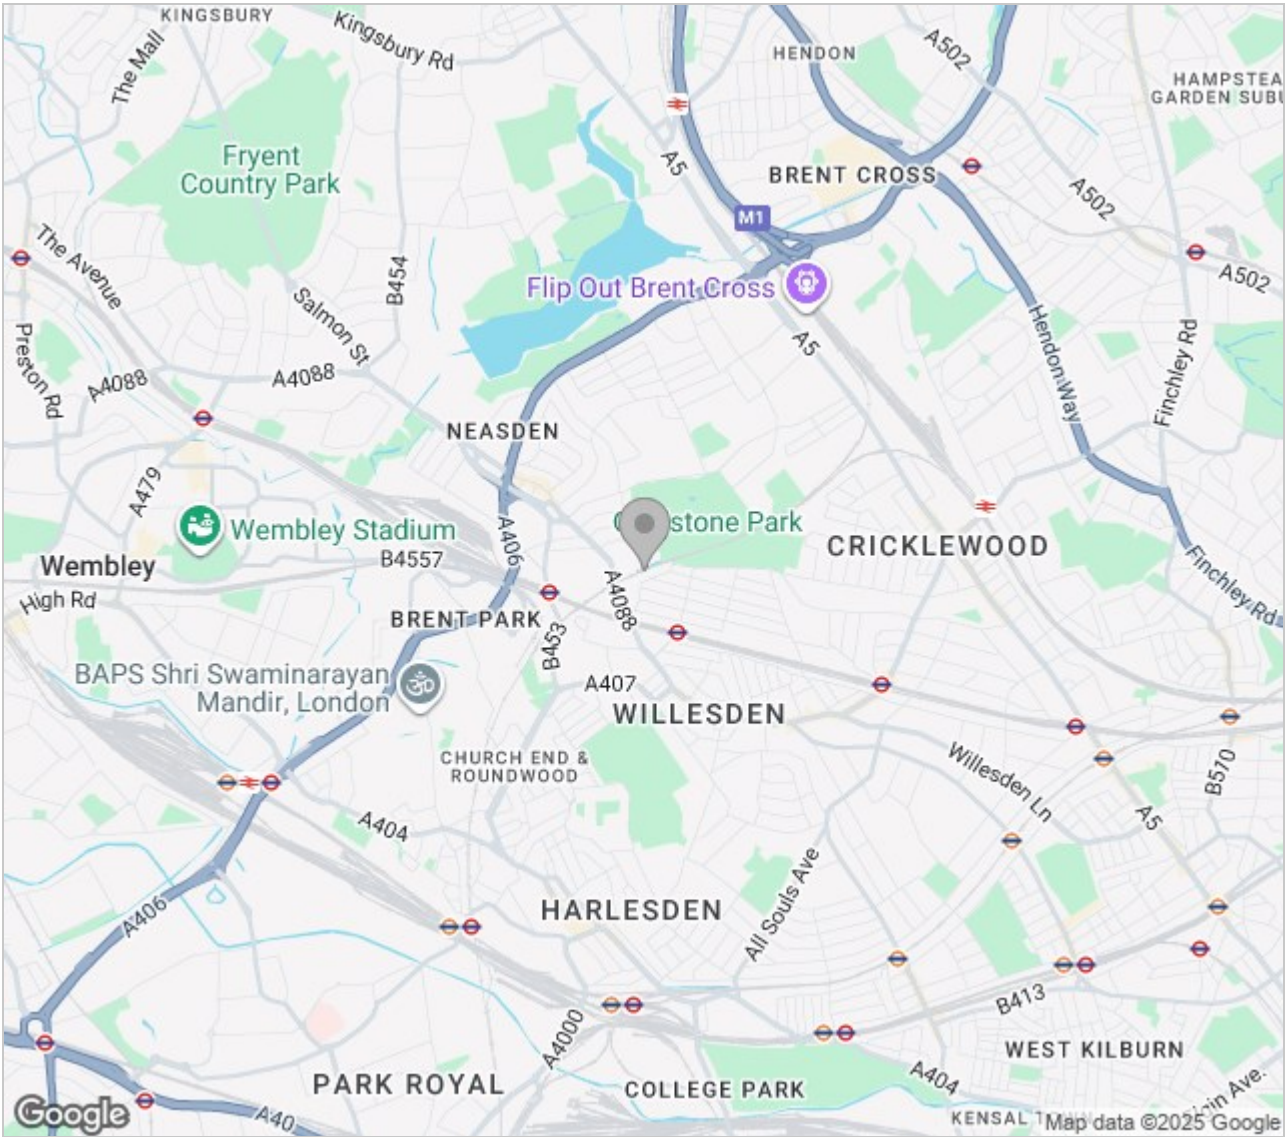 KINGSBURY
Kingsbury Rd
The Mall
HENDON
A502
HAMPSTEA
GARDEN SUBU
Fryent
Country Park
A5
BRENT CROSS
A502
M1
The Avenue
B454
A502
Flip Out Brent Cross
Salmon St
Hendon Way
Preston Rd
A5
Finchley Rd
A4088
A4088
NEASDEN
A479
Wembley Stadium
A406
stone Park
CRICKLEWOOD
B4557
Wembley
A4088
Finchley Rd
High Rd
BRENT PARK
B453
BAPS Shri Swaminarayan
Mandir, London
A407
WILLESDEN
CHURCH END &
ROUNDWOOD
Willesden Ln
B510
A404
A5
All Souls Ave
HARLESDEN
A406
B413
A4000
WEST KILBURN
PARK ROYAL
COLLEGE PARK
A404
A40
KENSAL
Ave.
Google
Map data ©2025 Google